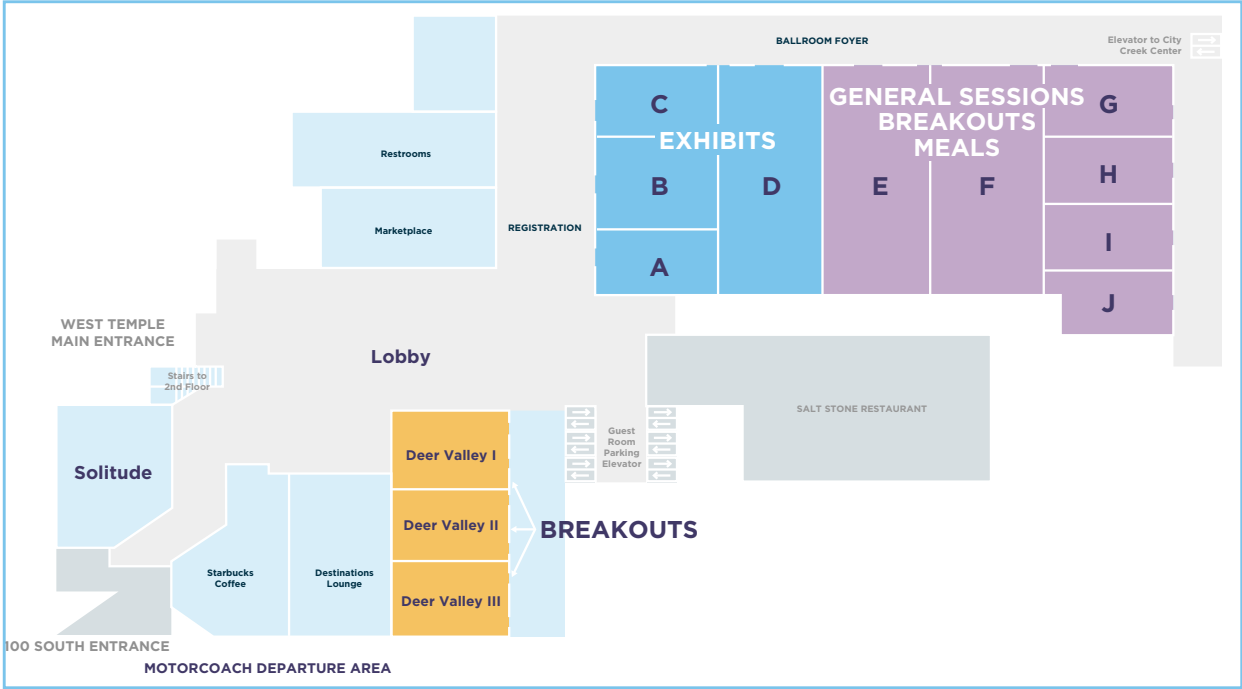 BALLROOM FOYER
Elevator to City
Creek Center
C
GENERAL SESSIONS
G
BREAKOUTS
EXHIBITS
MEALS
Restrooms
H
B
D
E
F
Marketplace
REGISTRATION
I
A
J
WEST TEMPLE
MAIN ENTRANCE
Lobby
Stairs to
2nd Floor
SALT STONE RESTAURANT
Guest
Room
Parking
Elevator
Solitude
Deer Valley I
Deer Valley II
BREAKOUTS
Starbucks
Coffee
Destinations
Lounge
Deer Valley III
100 SOUTH ENTRANCE
MOTORCOACH DEPARTURE AREA